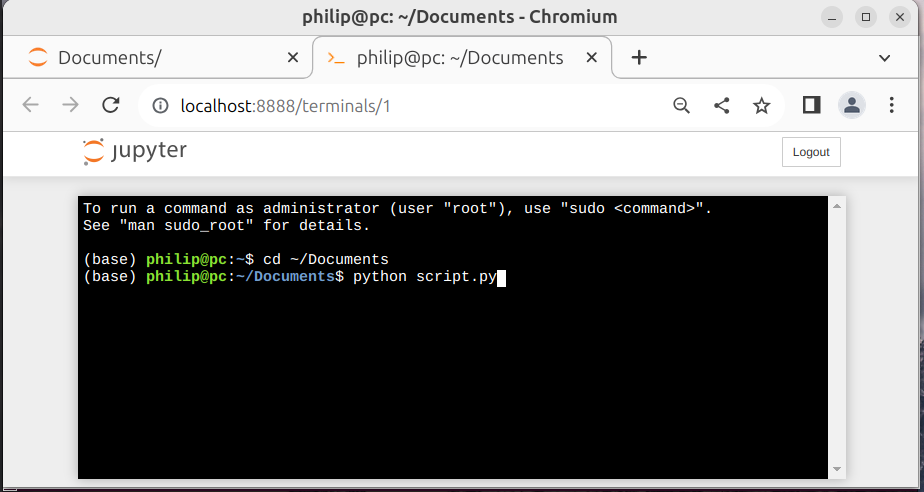 philip@pc: ~/Documents - Chromium
Documents/
philip@pc: ~/Documents
localhost:8888/terminals/1
jupyter
Logout
To run a command as administrator (user "root"), use "sudo <command>".
See "man sudo_root" for details.
(base) philip@pc:~$ cd ~/Documents
(base) philip@pc:~/Documents$ python script.py